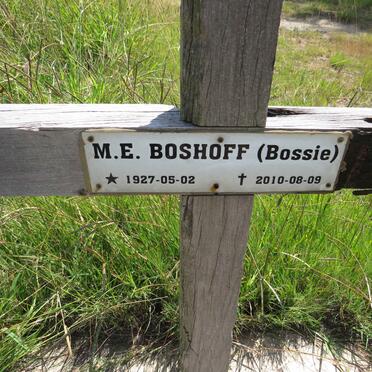 M.E. BOSHOFF (Bossie)
★ 1927-05-02 ✝ 2010-08-09